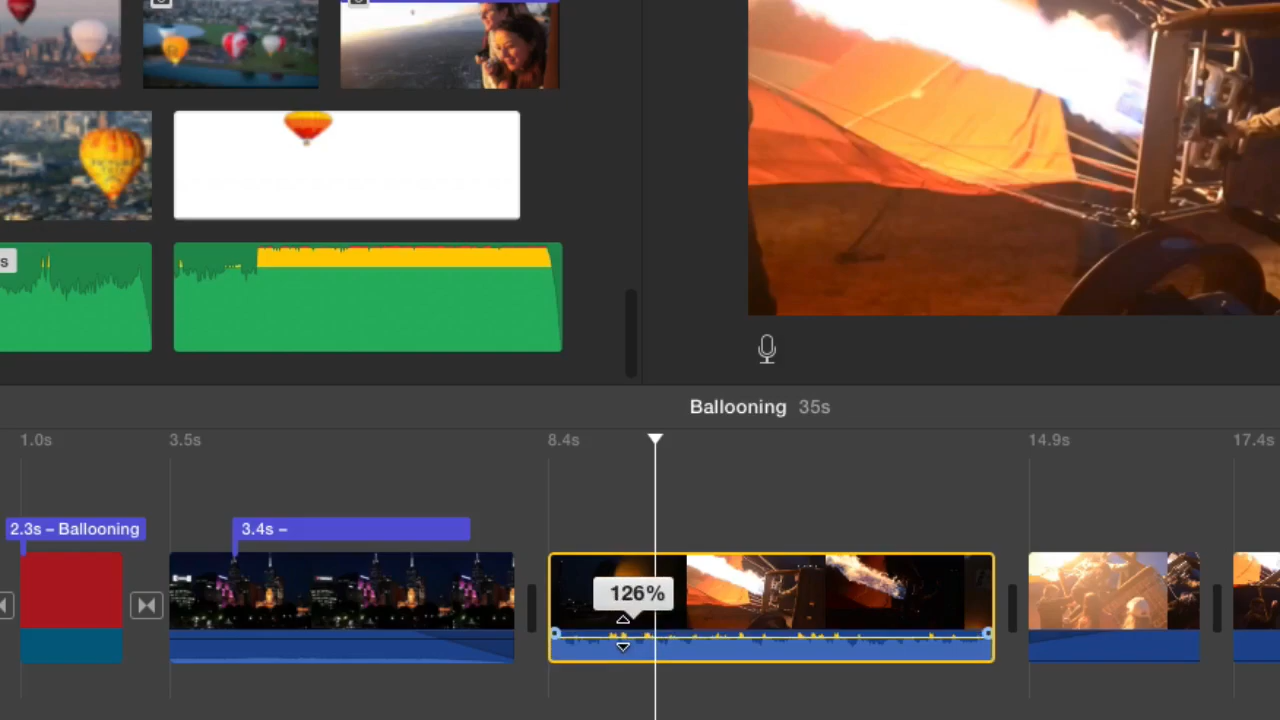 s
Ballooning 35s
1.0s 3.5s 8.4s 14.9s 17.4s
2.3s – Ballooning 3.4s –
126%